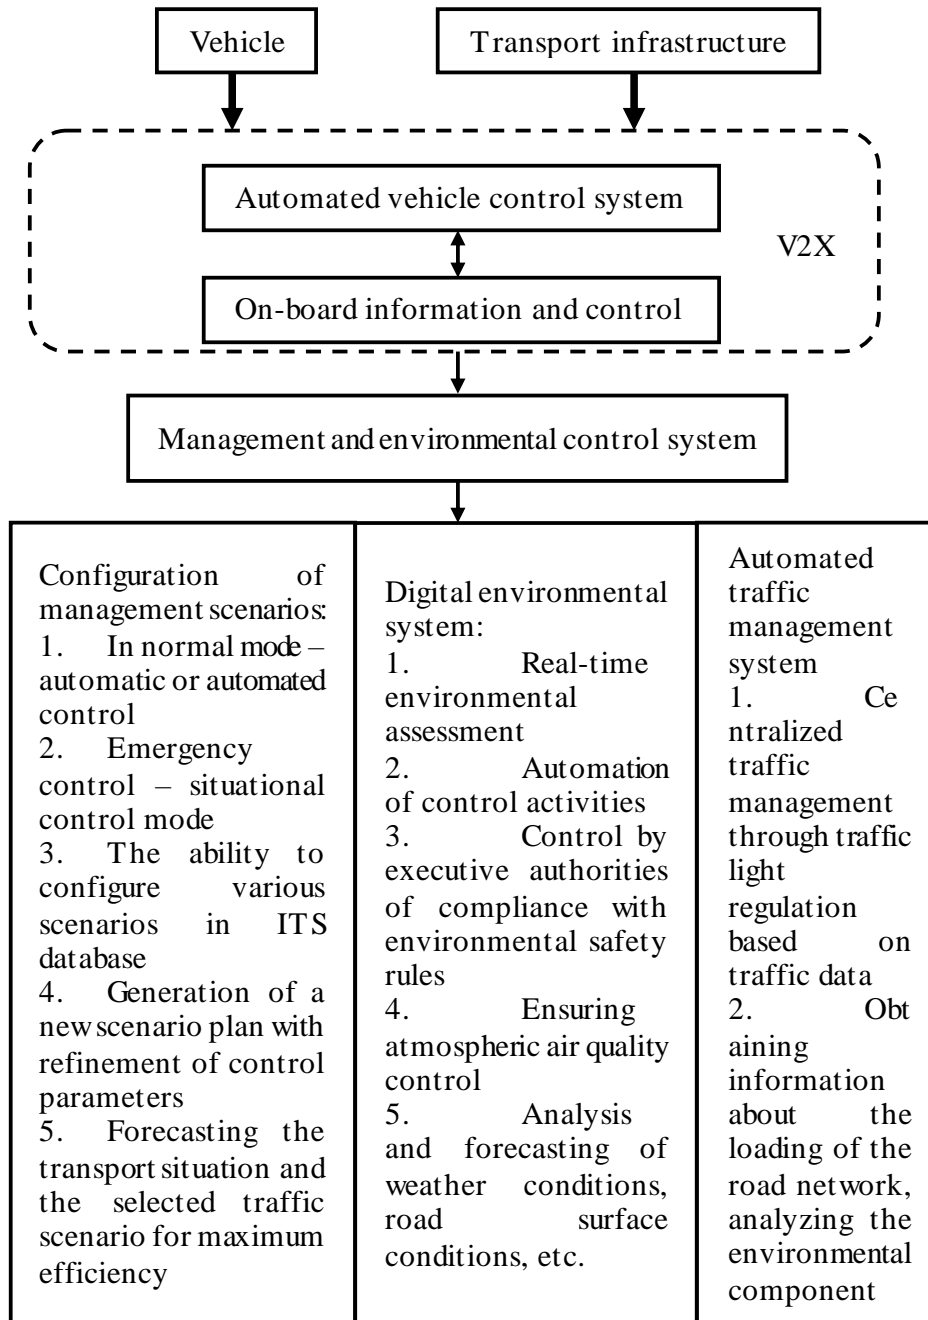 Vehicle
Transport infrastructure
Automated vehicle control system
V2X
On-board information and control
Management and environmental control system
Configuration of
management scenarios:
1. In normal mode –
automatic or automated
control
2. Emergency
control – situational
control mode
3. The ability to
configure various
scenarios in ITS
database
4. Generation of a
new scenario plan with
refinement of control
parameters
5. Forecasting the
transport situation and
the selected traffic
scenario for maximum
efficiency
Digital environmental
system:
1. Real-time
environmental
assessment
2. Automation
of control activities
3. Control by
executive authorities
of compliance with
environmental safety
rules
4. Ensuring
atmospheric air quality
control
5. Analysis
and forecasting of
weather conditions,
road surface
conditions, etc.
Automated
traffic
management
system
1. Ce
ntralized
traffic
management
through traffic
light
regulation
based on
traffic data
2. Obt
aining
information
about the
loading of the
road network,
analyzing the
environmental
component